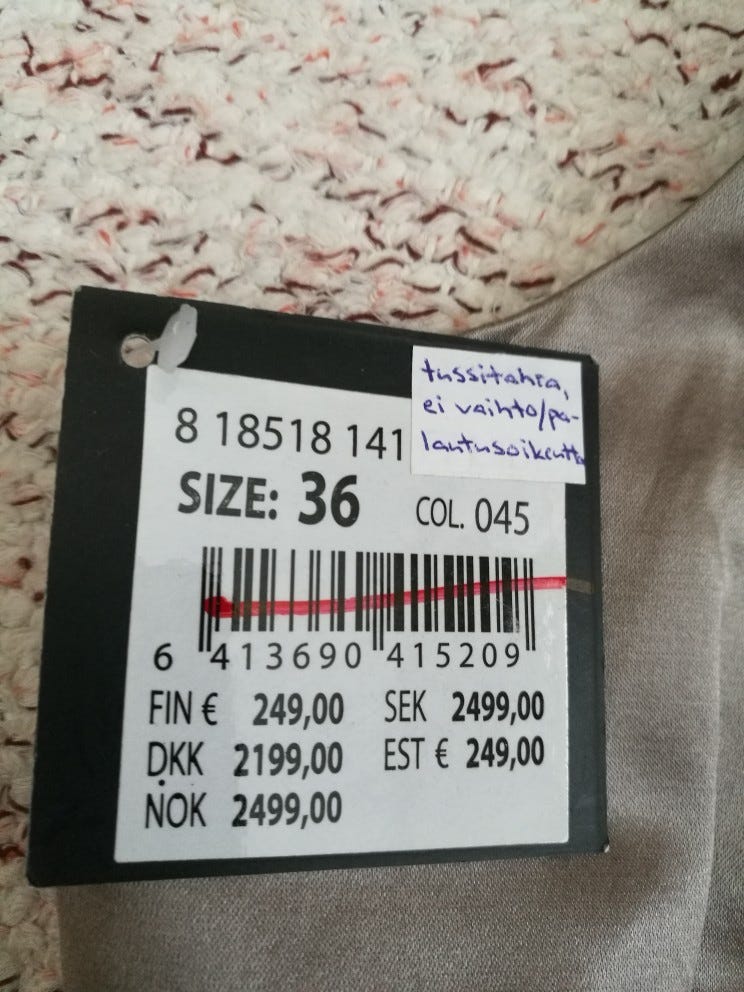 tussitahra,
ei vaihto/pa-
lautusoikeutta
8 18518 141
SIZE: 36 COL. 045
6 413690 415209
FIN € 249,00 SEK 2499,00
DKK 2199,00 EST € 249,00
NOK 2499,00